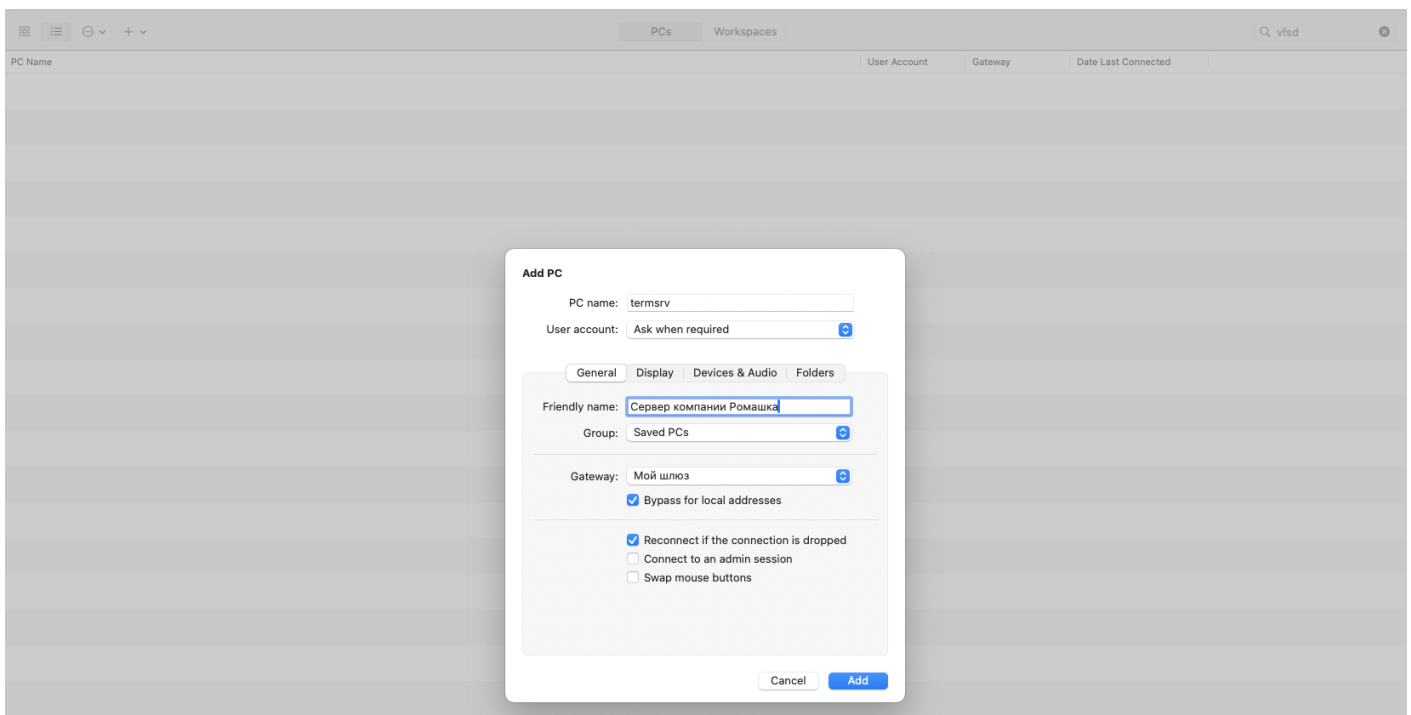 PCs Workspaces vfsd
PC Name User Account Gateway Date Last Connected
Add PC
PC name: termsrv
User account: Ask when required
General Display Devices & Audio Folders
Friendly name: Сервер компании Ромашка
Group: Saved PCs
Gateway: Мой шлюз
Bypass for local addresses
Reconnect if the connection is dropped
Connect to an admin session
Swap mouse buttons
Cancel Add